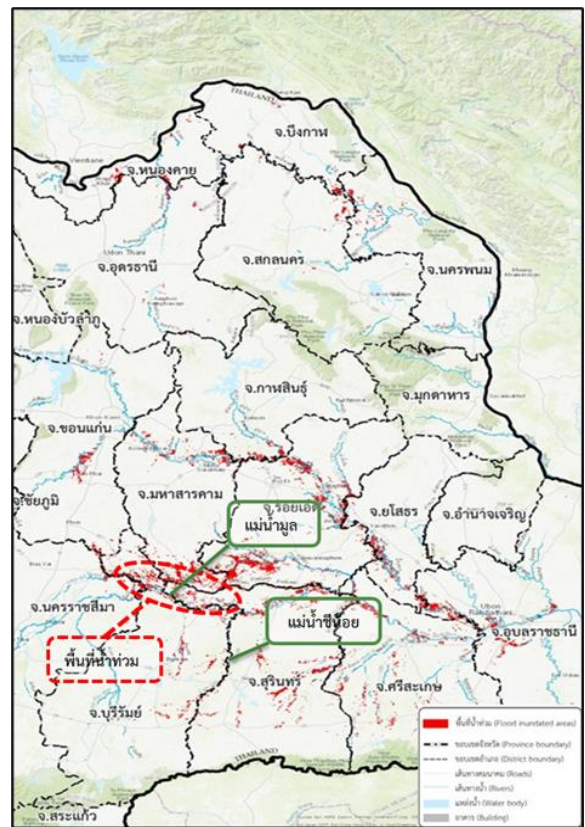 THAILAND
จ.บึงกาฬ
Vientiane
จ.หนองคาย
Udon Thani
จ.อุดรธานี
จ.สกลนคร
จ.นครพนม
จ.หนองบัวลำภู
จ.กาฬสินธุ์
จ.มุกดาหาร
Khon Kaen
จ.ขอนแก่น
จ.ชัยภูมิ
จ.มหาสารคาม
จ.ร้อยเอ็ด
จ.ยโสธร
จ.อำนาจเจริญ
แม่น้ำมูล
จ.นครราชสีมา
แม่น้ำชีน้อย
Ubon
Ratchathani
จ.อุบลราชธานี
พื้นที่น้ำท่วม
จ.สุรินทร์
จ.ศรีสะเกษ
จ.บุรีรัมย์
THAILAND
จ.สระแก้ว
พื้นที่น้ำท่วม (Flood inundated areas)
ขอบเขตจังหวัด (Province boundary)
ขอบเขตอำเภอ (District boundary)
เส้นทางคมนาคม (Roads)
เส้นทางน้ำ (Rivers)
แหล่งน้ำ (Water body)
อาคาร (Building)